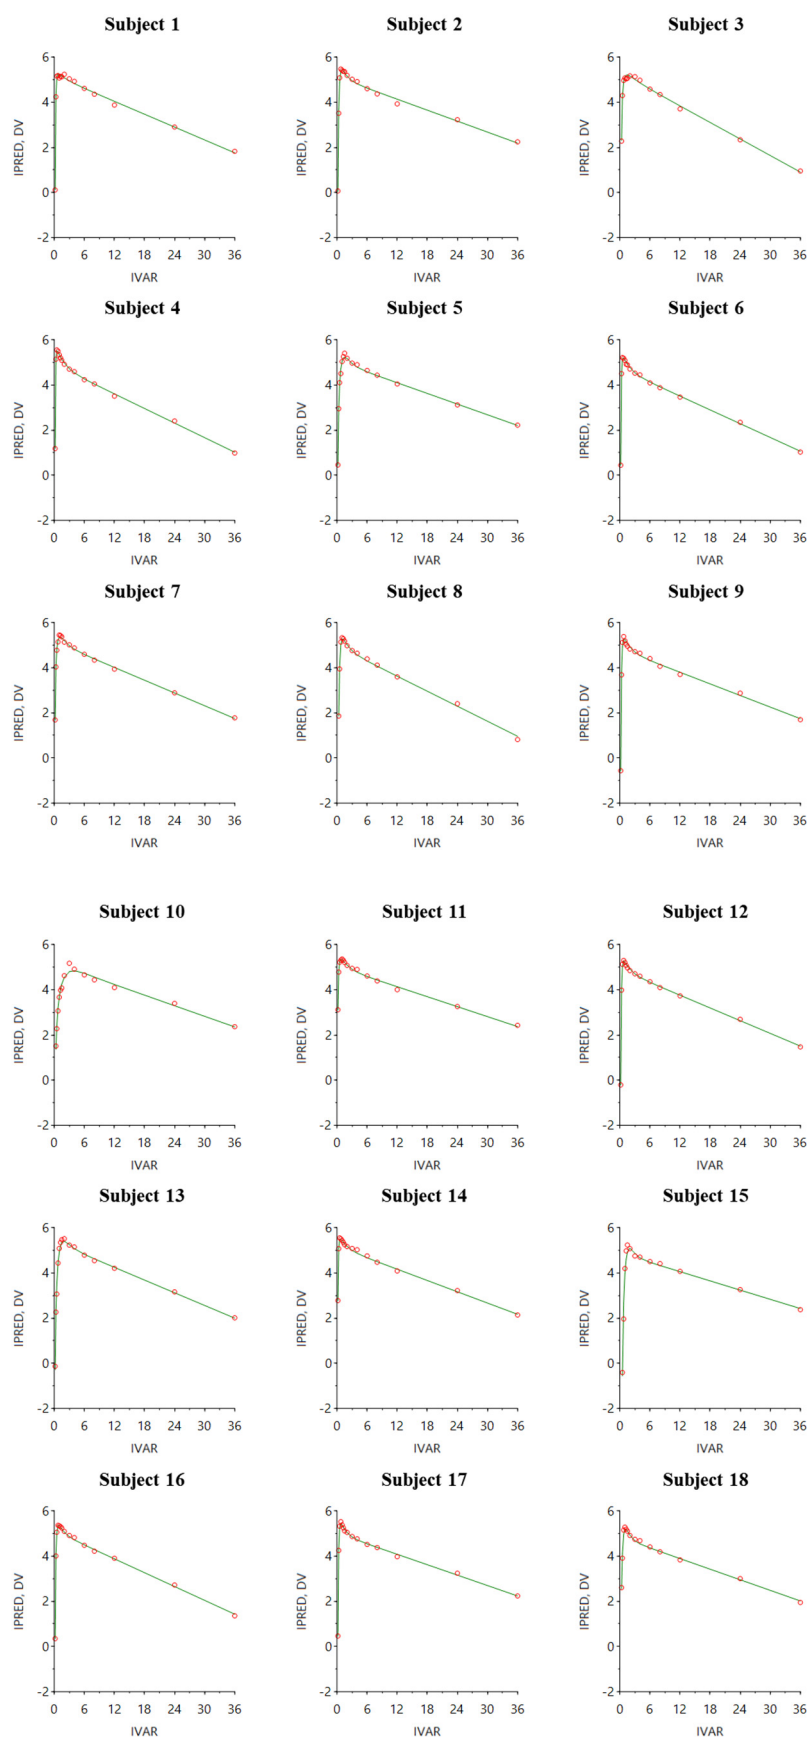 Subject 1 Subject 2 Subject 3
6 6 6
4 4 4
2 2 2
0 0 0
-2 -2 -2
IPRED, DV IPRED, DV IPRED, DV
0 6 12 18 24 30 36 0 6 12 18 24 30 36 0 6 12 18 24 30 36
IVAR IVAR IVAR
Subject 4 Subject 5 Subject 6
6 6 6
4 4 4
2 2 2
0 0 0
-2 -2 -2
IPRED, DV IPRED, DV IPRED, DV
0 6 12 18 24 30 36 0 6 12 18 24 30 36 0 6 12 18 24 30 36
IVAR IVAR IVAR
Subject 7 Subject 8 Subject 9
6 6 6
4 4 4
2 2 2
0 0 0
-2 -2 -2
IPRED, DV IPRED, DV IPRED, DV
0 6 12 18 24 30 36 0 6 12 18 24 30 36 0 6 12 18 24 30 36
IVAR IVAR IVAR
Subject 10 Subject 11 Subject 12
6 6 6
4 4 4
2 2 2
0 0 0
-2 -2 -2
IPRED, DV IPRED, DV IPRED, DV
0 6 12 18 24 30 36 0 6 12 18 24 30 36 0 6 12 18 24 30 36
IVAR IVAR IVAR
Subject 13 Subject 14 Subject 15
6 6 6
4 4 4
2 2 2
0 0 0
-2 -2 -2
IPRED, DV IPRED, DV IPRED, DV
0 6 12 18 24 30 36 0 6 12 18 24 30 36 0 6 12 18 24 30 36
IVAR IVAR IVAR
Subject 16 Subject 17 Subject 18
6 6 6
4 4 4
2 2 2
0 0 0
-2 -2 -2
IPRED, DV IPRED, DV IPRED, DV
0 6 12 18 24 30 36 0 6 12 18 24 30 36 0 6 12 18 24 30 36
IVAR IVAR IVAR